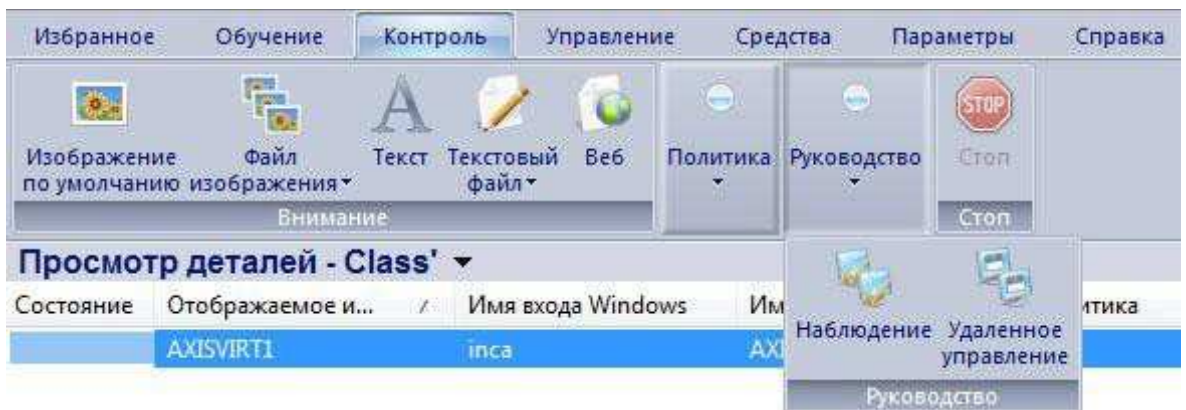 Избранное Обучение Контроль Управление Средства Параметры Справка
STOP
Изображение по умолчанию
Файл изображения
Текст
Текстовый файл
Веб
Политика
Руководство
Стоп
Внимание
Стоп
Просмотр деталей - Class'
Состояние Отображаемое и... Имя входа Windows
AXISVIRT1 inca
Наблюдение
Удаленное управление
Руководство